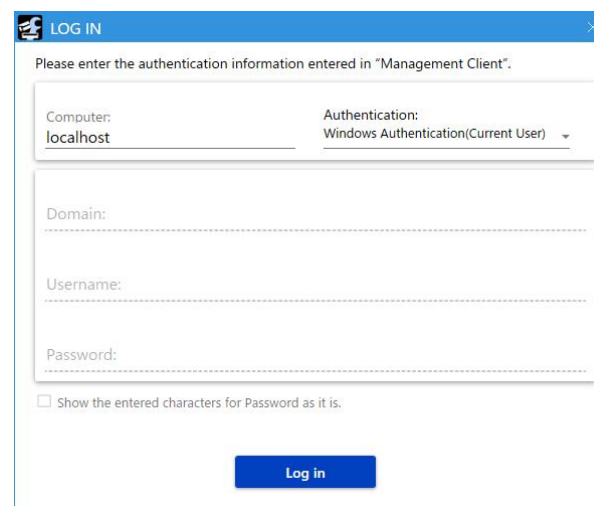 LOG IN
Please enter the authentication information entered in “Management Client”.
Computer:
localhost
Authentication:
Windows Authentication(Current User)
Domain:
Username:
Password:
Show the entered characters for Password as it is.
Log in